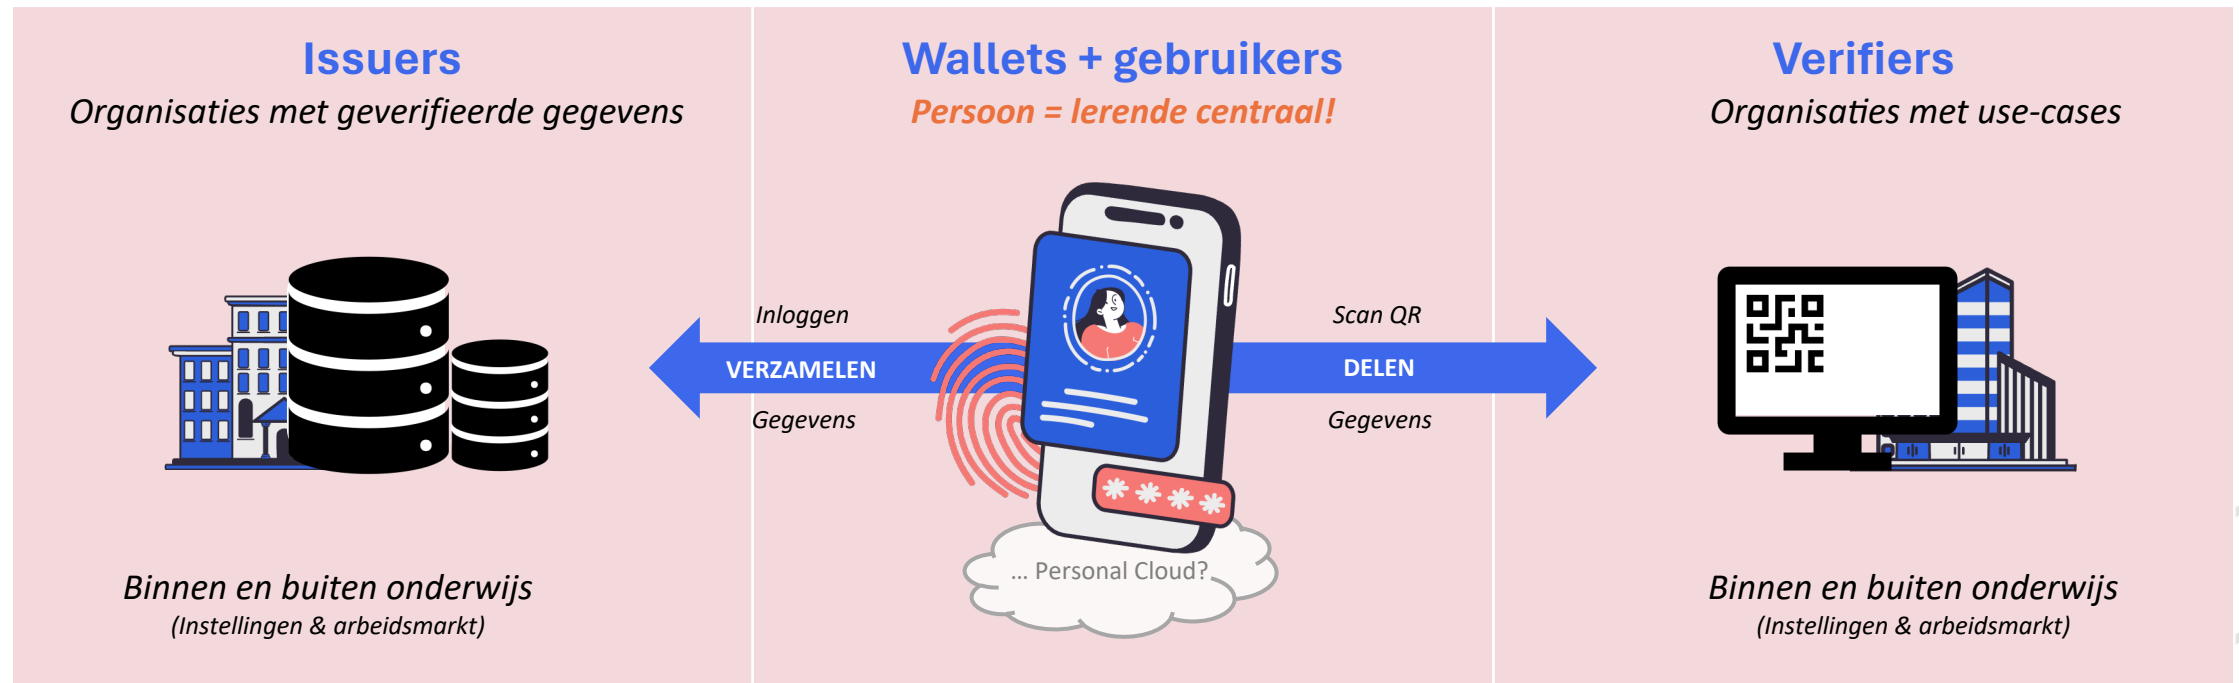 Issuers
Organisaties met geverifieerde gegevens
Binnen en buiten onderwijs
(Instellingen & arbeidsmarkt)
Wallets + gebruikers
Persoon = lerende centraal!
Inloggen
VERZAMELEN
Gegevens
Scan QR
DELEN
Gegevens
... Personal Cloud?
Verifiers
Organisaties met use-cases
Binnen en buiten onderwijs
(Instellingen & arbeidsmarkt)